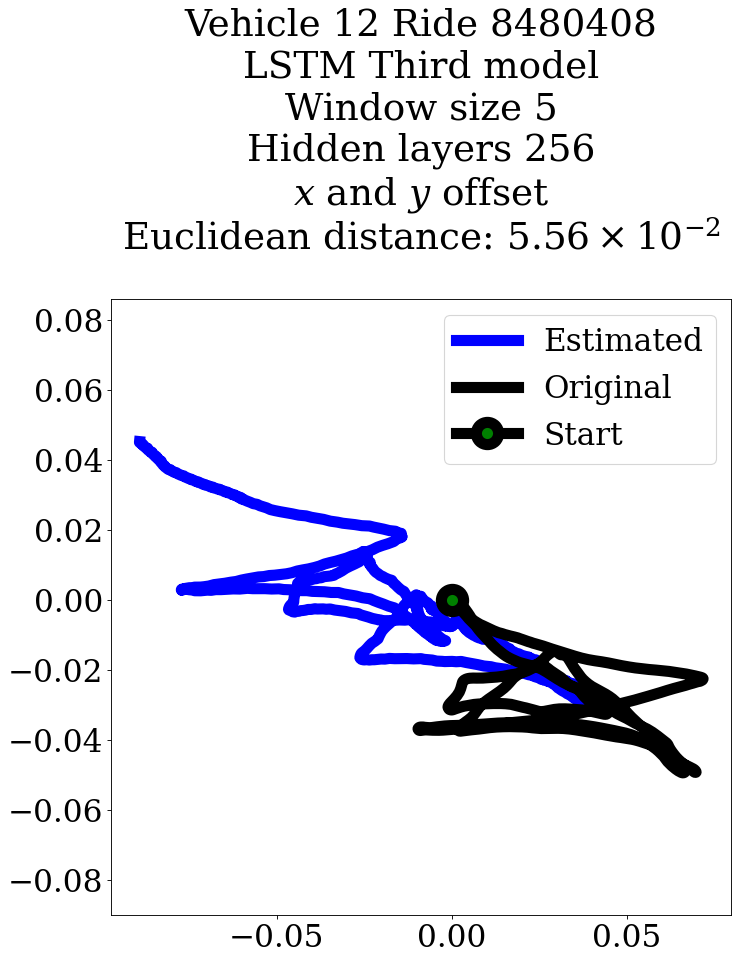 Vehicle 12 Ride 8480408
LSTM Third model
Window size 5
Hidden layers 256
x and y offset
Euclidean distance: 5.56 × 10⁻²
0.08
Estimated
0.06
Original
0.04
Start
0.02
0.00
−0.02
−0.04
−0.06
−0.08
−0.05 0.00 0.05